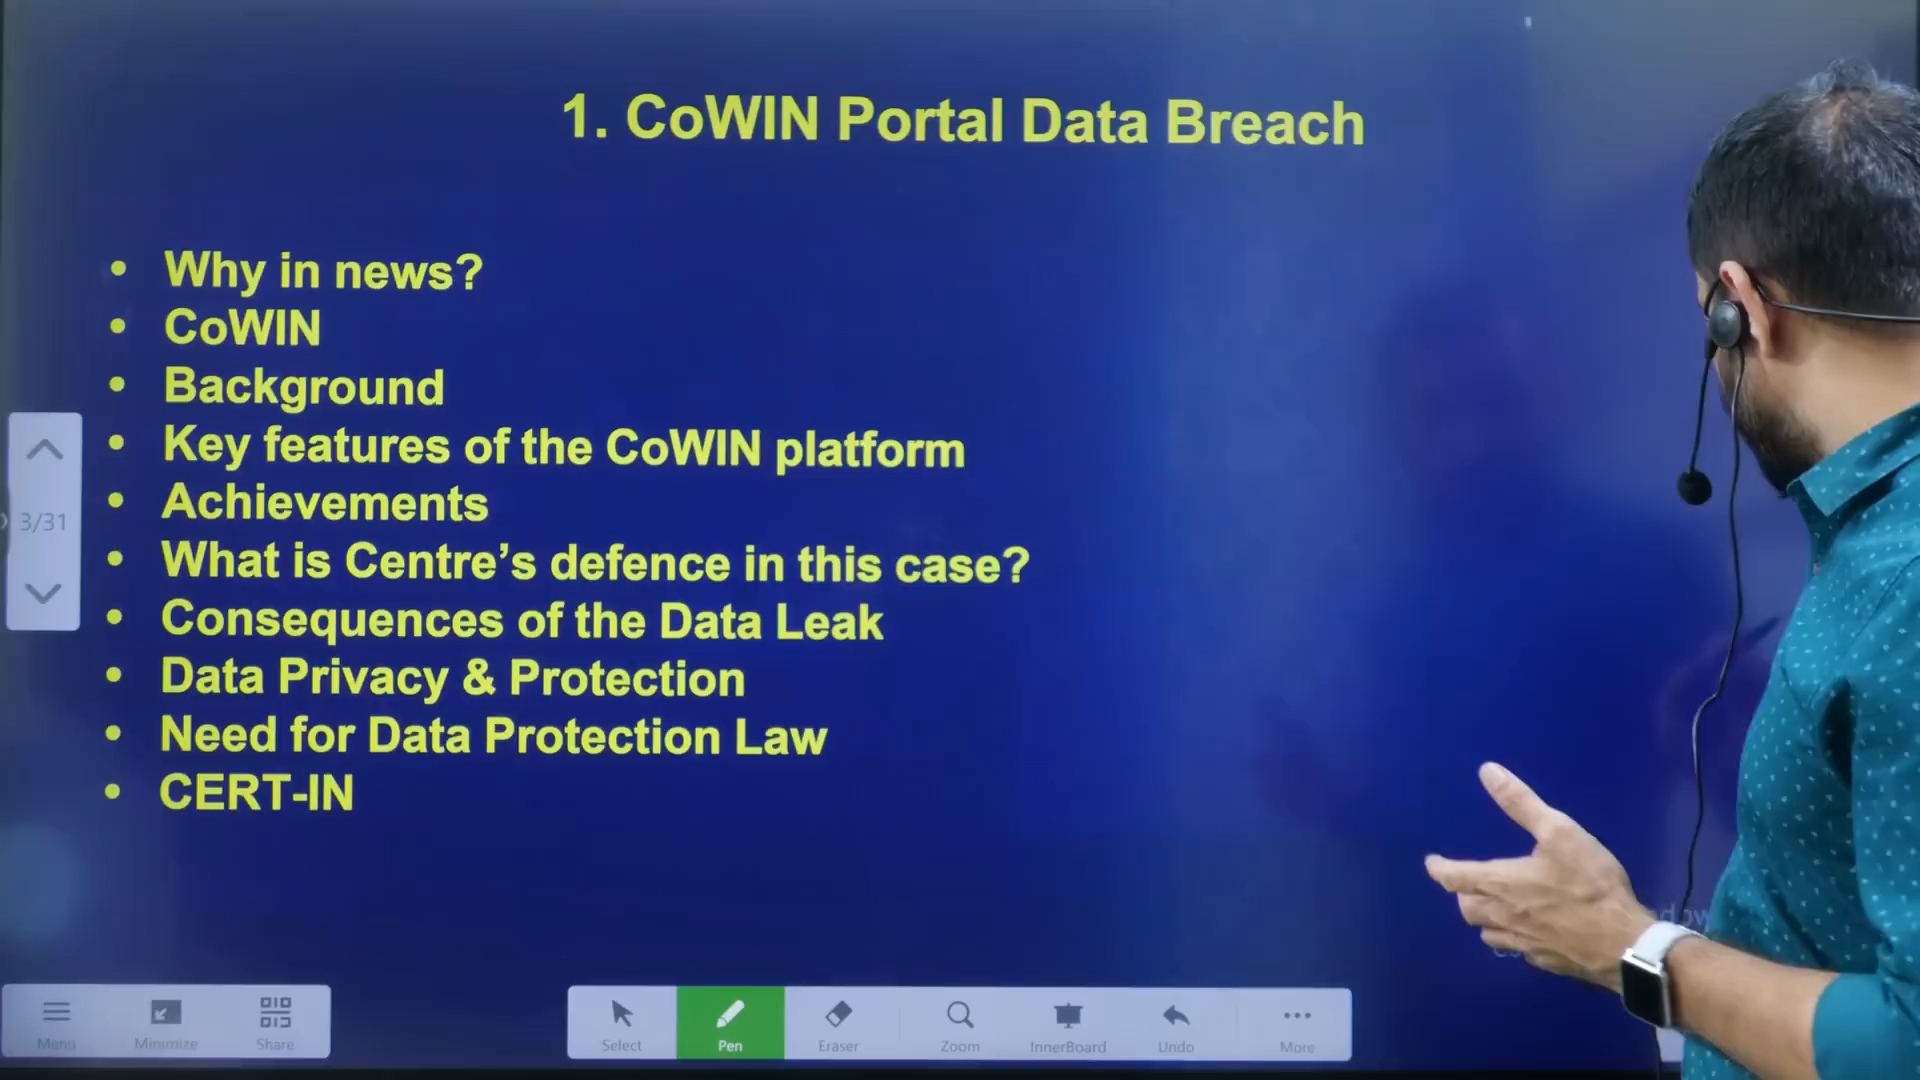 1. CoWIN Portal Data Breach
• Why in news?
• CoWIN
• Background
• Key features of the CoWIN platform
• Achievements
• What is Centre's defence in this case?
• Consequences of the Data Leak
• Data Privacy & Protection
• Need for Data Protection Law
• CERT-IN
3/31
Menu
Minimize
Share
Select
Pen
Eraser
Zoom
InnerBoard
Undo
More